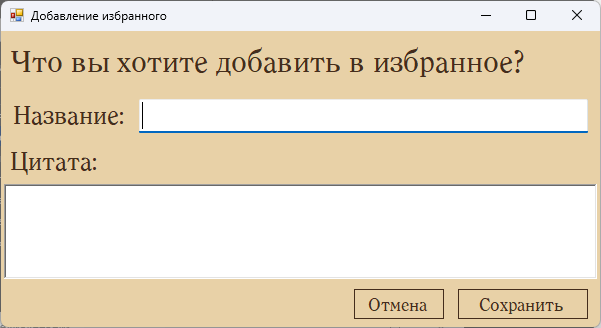 Добавление избранного
Что вы хотите добавить в избранное?
Название:
Цитата:
Отмена Сохранить